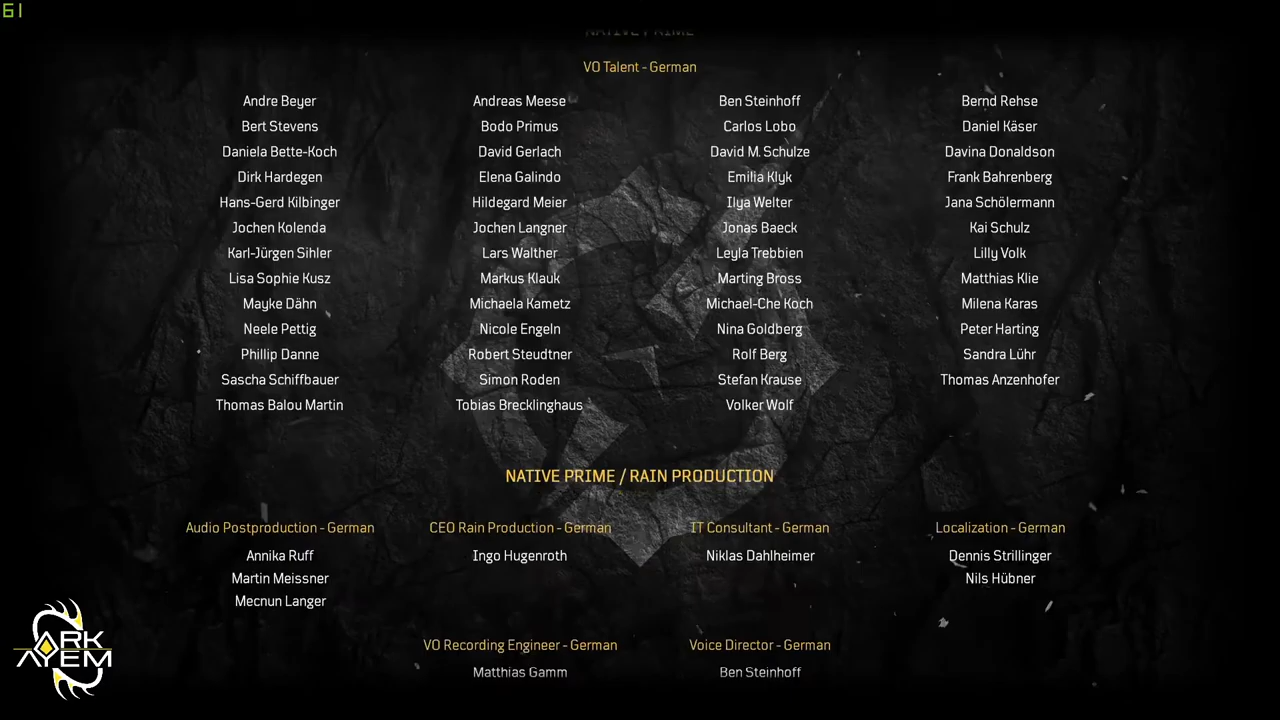 61
NATIVE PRIME
VO Talent - German
Andre Beyer Andreas Meese Ben Steinhoff Bernd Rehse
Bert Stevens Bodo Primus Carlos Lobo Daniel Käser
Daniela Bette-Koch David Gerlach David M. Schulze Davina Donaldson
Dirk Hardegen Elena Galindo Emilia Klyk Frank Bahrenberg
Hans-Gerd Kilbinger Hildegard Meier Ilya Welter Jana Schölermann
Jochen Kolenda Jochen Langner Jonas Baeck Kai Schulz
Karl-Jürgen Sihler Lars Walther Leyla Trebbien Lilly Volk
Lisa Sophie Kusz Markus Klauk Marting Bross Matthias Klie
Mayke Dähn Michaela Kametz Michael-Che Koch Milena Karas
Neele Pettig Nicole Engeln Nina Goldberg Peter Harting
Phillip Danne Robert Steudtner Rolf Berg Sandra Lühr
Sascha Schiffbauer Simon Roden Stefan Krause Thomas Anzenhofer
Thomas Balou Martin Tobias Brecklinghaus Volker Wolf
NATIVE PRIME / RAIN PRODUCTION
Audio Postproduction - German CEO Rain Production - German IT Consultant - German Localization - German
Annika Ruff Ingo Hugenroth Niklas Dahlheimer Dennis Strillinger
Martin Meissner Nils Hübner
Mecnun Langer
VO Recording Engineer - German Voice Director - German
Matthias Gamm Ben Steinhoff
ARK
AYEM